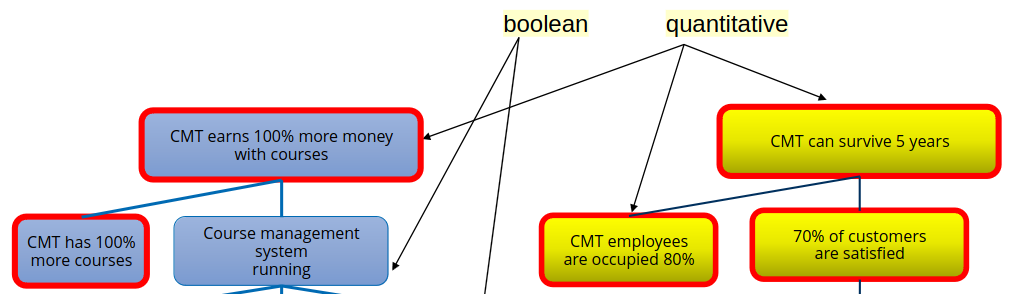 boolean
quantitative
CMT earns 100% more money
with courses
CMT can survive 5 years
CMT has 100%
more courses
Course management
system
running
CMT employees
are occupied 80%
70% of customers
are satisfied